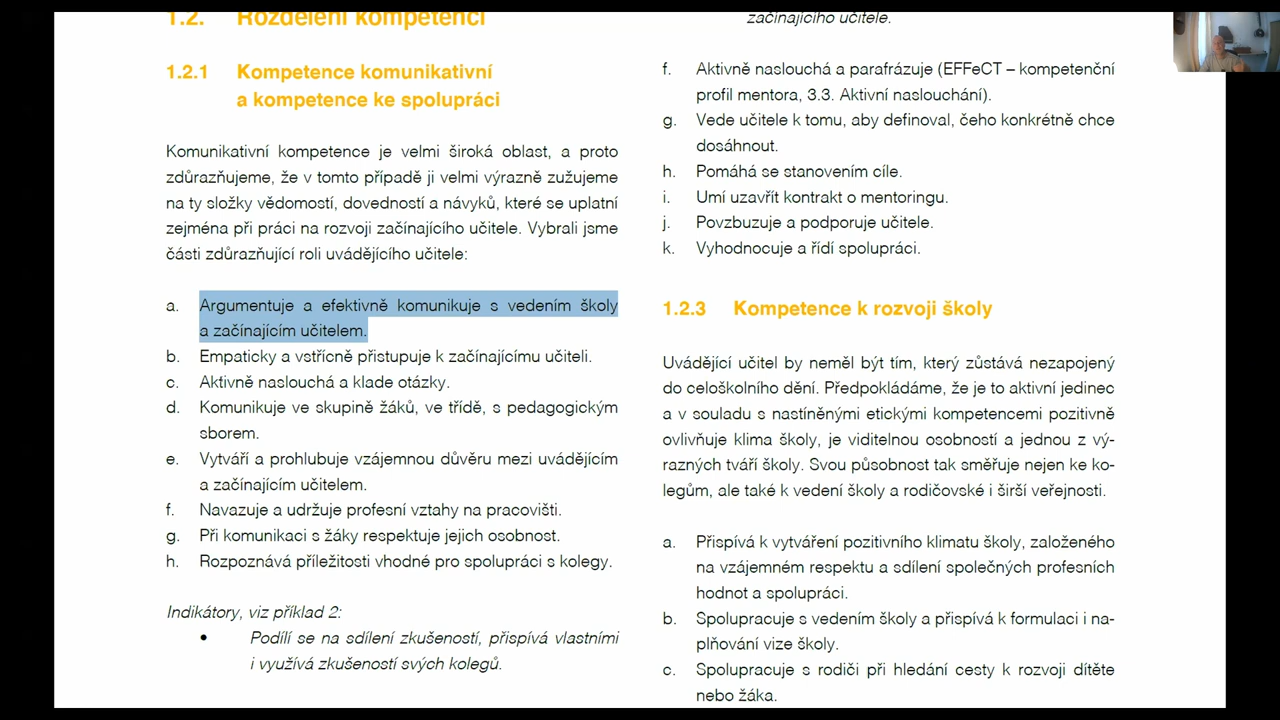 1.2. Rozdělení kompetencí
1.2.1 Kompetence komunikativní
a kompetence ke spolupráci
Komunikativní kompetence je velmi široká oblast, a proto
zdůrazňujeme, že v tomto případě ji velmi výrazně zužujeme
na ty složky vědomostí, dovedností a návyků, které se uplatní
zejména při práci na rozvoji začínajícího učitele. Vybrali jsme
části zdůrazňující roli uvádějícího učitele:
a. Argumentuje a efektivně komunikuje s vedením školy
a začínajícím učitelem.
b. Empaticky a vstřícně přistupuje k začínajícímu učiteli.
c. Aktivně naslouchá a klade otázky.
d. Komunikuje ve skupině žáků, ve třídě, s pedagogickým
sborem.
e. Vytváří a prohlubuje vzájemnou důvěru mezi uvádějícím
a začínajícím učitelem.
f. Navazuje a udržuje profesní vztahy na pracovišti.
g. Při komunikaci s žáky respektuje jejich osobnost.
h. Rozpoznává příležitosti vhodné pro spolupráci s kolegy.
Indikátory, viz příklad 2:
• Podílí se na sdílení zkušeností, přispívá vlastními
i využívá zkušeností svých kolegů.
začínajícího učitele.
f. Aktivně naslouchá a parafrázuje (EFFeCT – kompetenční
profil mentora, 3.3. Aktivní naslouchání).
g. Vede učitele k tomu, aby definoval, čeho konkrétně chce
dosáhnout.
h. Pomáhá se stanovením cíle.
i. Umí uzavřít kontrakt o mentoringu.
j. Povzbuzuje a podporuje učitele.
k. Vyhodnocuje a řídí spolupráci.
1.2.3 Kompetence k rozvoji školy
Uvádějící učitel by neměl být tím, který zůstává nezapojený
do celoškolního dění. Předpokládáme, že je to aktivní jedinec
a v souladu s nastíněnými etickými kompetencemi pozitivně
ovlivňuje klima školy, je viditelnou osobností a jednou z vý-
razných tváří školy. Svou působnost tak směřuje nejen ke ko-
legům, ale také k vedení školy a rodičovské i širší veřejnosti.
a. Přispívá k vytváření pozitivního klimatu školy, založeného
na vzájemném respektu a sdílení společných profesních
hodnot a spolupráci.
b. Spolupracuje s vedením školy a přispívá k formulaci i na-
plňování vize školy.
c. Spolupracuje s rodiči při hledání cesty k rozvoji dítěte
nebo žáka.